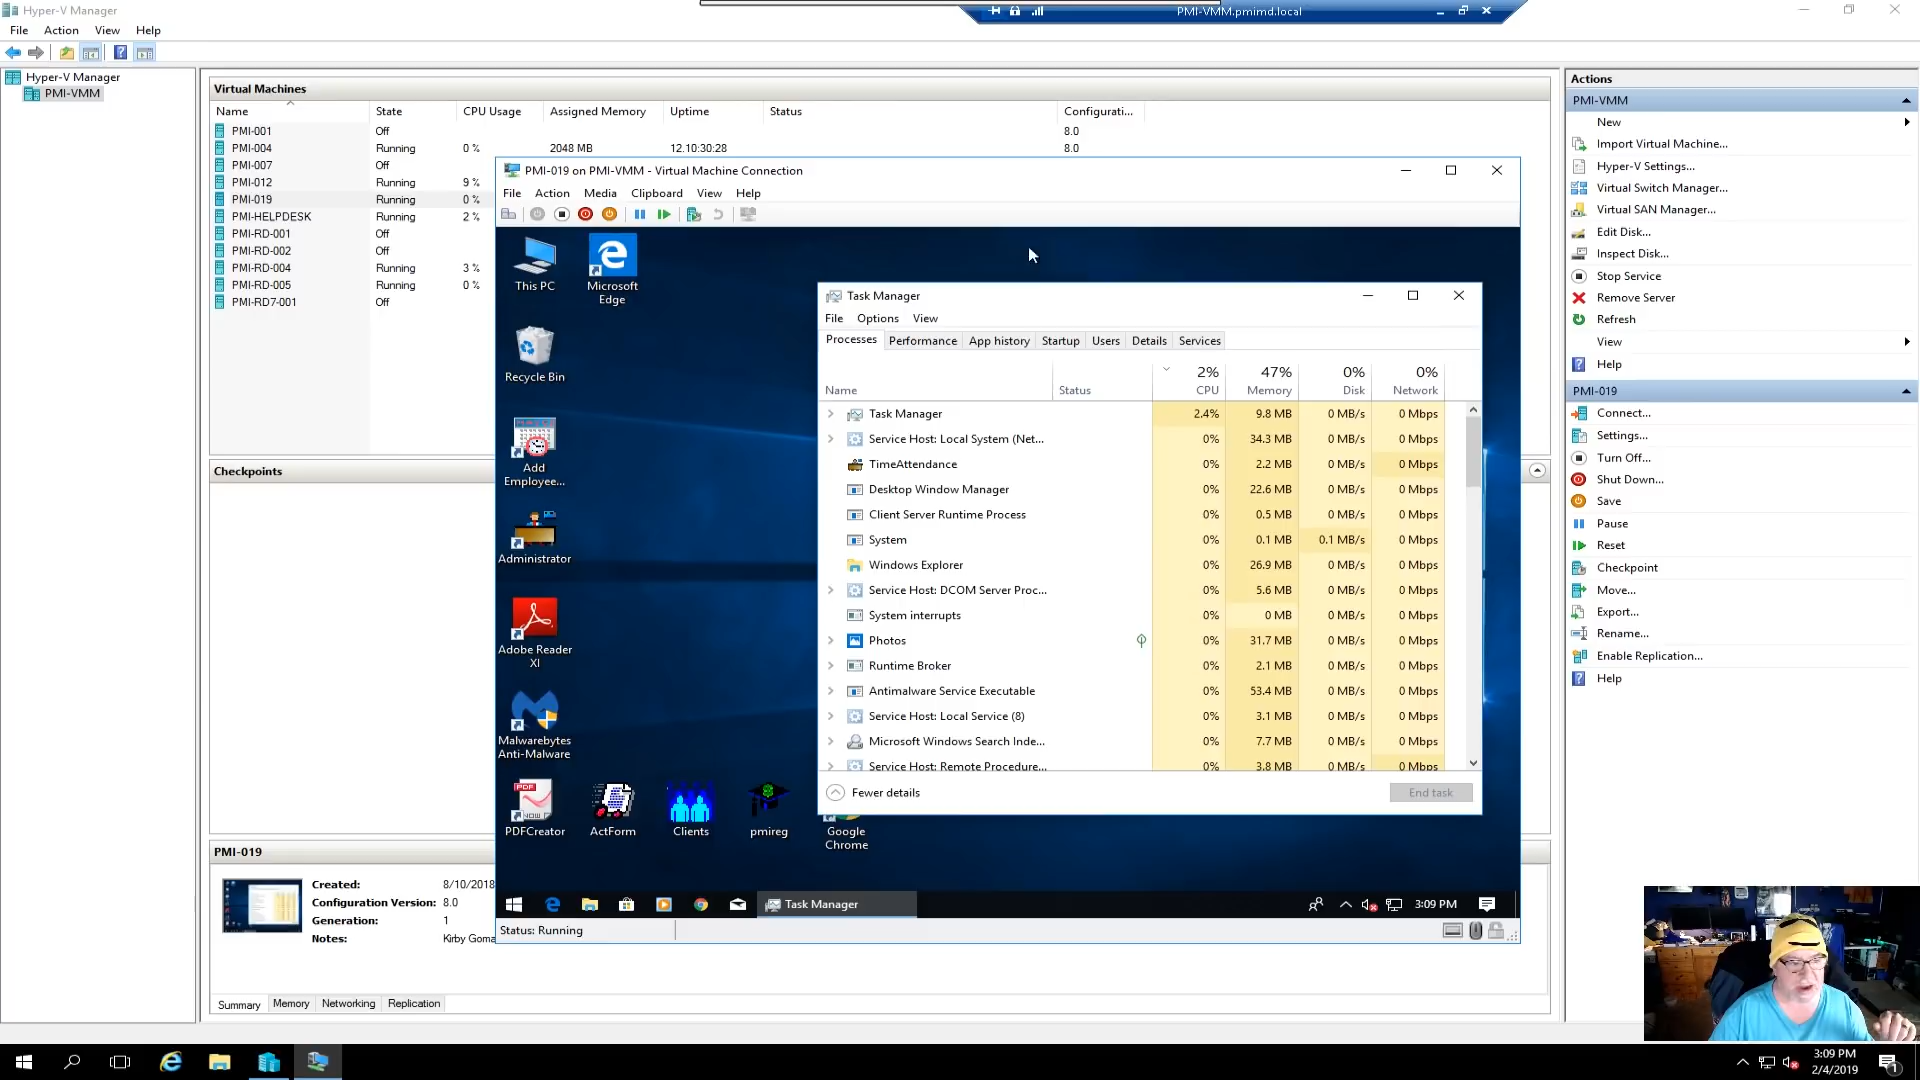 Hyper-V Manager
PMI-VMM.pmimd.local
File Action View Help
Hyper-V Manager
PMI-VMM
Virtual Machines
Name State CPU Usage Assigned Memory Uptime Status Configurati...
PMI-001 Off 8.0
PMI-004 Running 0 % 2048 MB 12.10:30:28 8.0
PMI-007 Off
PMI-012 Running 9 %
PMI-019 Running 0 %
PMI-HELPDESK Running 2 %
PMI-RD-001 Off
PMI-RD-002 Off
PMI-RD-004 Running 3 %
PMI-RD-005 Running 0 %
PMI-RD7-001 Off
Checkpoints
PMI-019
Created: 8/10/2018
Configuration Version: 8.0
Generation: 1
Notes: Kirby Goma
Summary Memory Networking Replication
PMI-019 on PMI-VMM - Virtual Machine Connection
File Action Media Clipboard View Help
This PC
Microsoft
Edge
Recycle Bin
Add
Employee...
Administrator
Adobe Reader
XI
Malwarebytes
Anti-Malware
PDFCreator
ActForm
Clients
pmireg
Google
Chrome
Task Manager
File Options View
Processes Performance App history Startup Users Details Services
2% 47% 0% 0%
Name Status CPU Memory Disk Network
Task Manager 2.4% 9.8 MB 0 MB/s 0 Mbps
Service Host: Local System (Net... 0% 34.3 MB 0 MB/s 0 Mbps
TimeAttendance 0% 2.2 MB 0 MB/s 0 Mbps
Desktop Window Manager 0% 22.6 MB 0 MB/s 0 Mbps
Client Server Runtime Process 0% 0.5 MB 0 MB/s 0 Mbps
System 0% 0.1 MB 0.1 MB/s 0 Mbps
Windows Explorer 0% 26.9 MB 0 MB/s 0 Mbps
Service Host: DCOM Server Proc... 0% 5.6 MB 0 MB/s 0 Mbps
System interrupts 0% 0 MB 0 MB/s 0 Mbps
Photos 0% 31.7 MB 0 MB/s 0 Mbps
Runtime Broker 0% 2.1 MB 0 MB/s 0 Mbps
Antimalware Service Executable 0% 53.4 MB 0 MB/s 0 Mbps
Service Host: Local Service (8) 0% 3.1 MB 0 MB/s 0 Mbps
Microsoft Windows Search Inde... 0% 7.7 MB 0 MB/s 0 Mbps
Service Host: Remote Procedure... 0% 3.8 MB 0 MB/s 0 Mbps
Fewer details End task
Task Manager 3:09 PM
Status: Running
Actions
PMI-VMM
New
Import Virtual Machine...
Hyper-V Settings...
Virtual Switch Manager...
Virtual SAN Manager...
Edit Disk...
Inspect Disk...
Stop Service
Remove Server
Refresh
View
Help
PMI-019
Connect...
Settings...
Turn Off...
Shut Down...
Save
Pause
Reset
Checkpoint
Move...
Export...
Rename...
Enable Replication...
Help
3:09 PM
2/4/2019
1